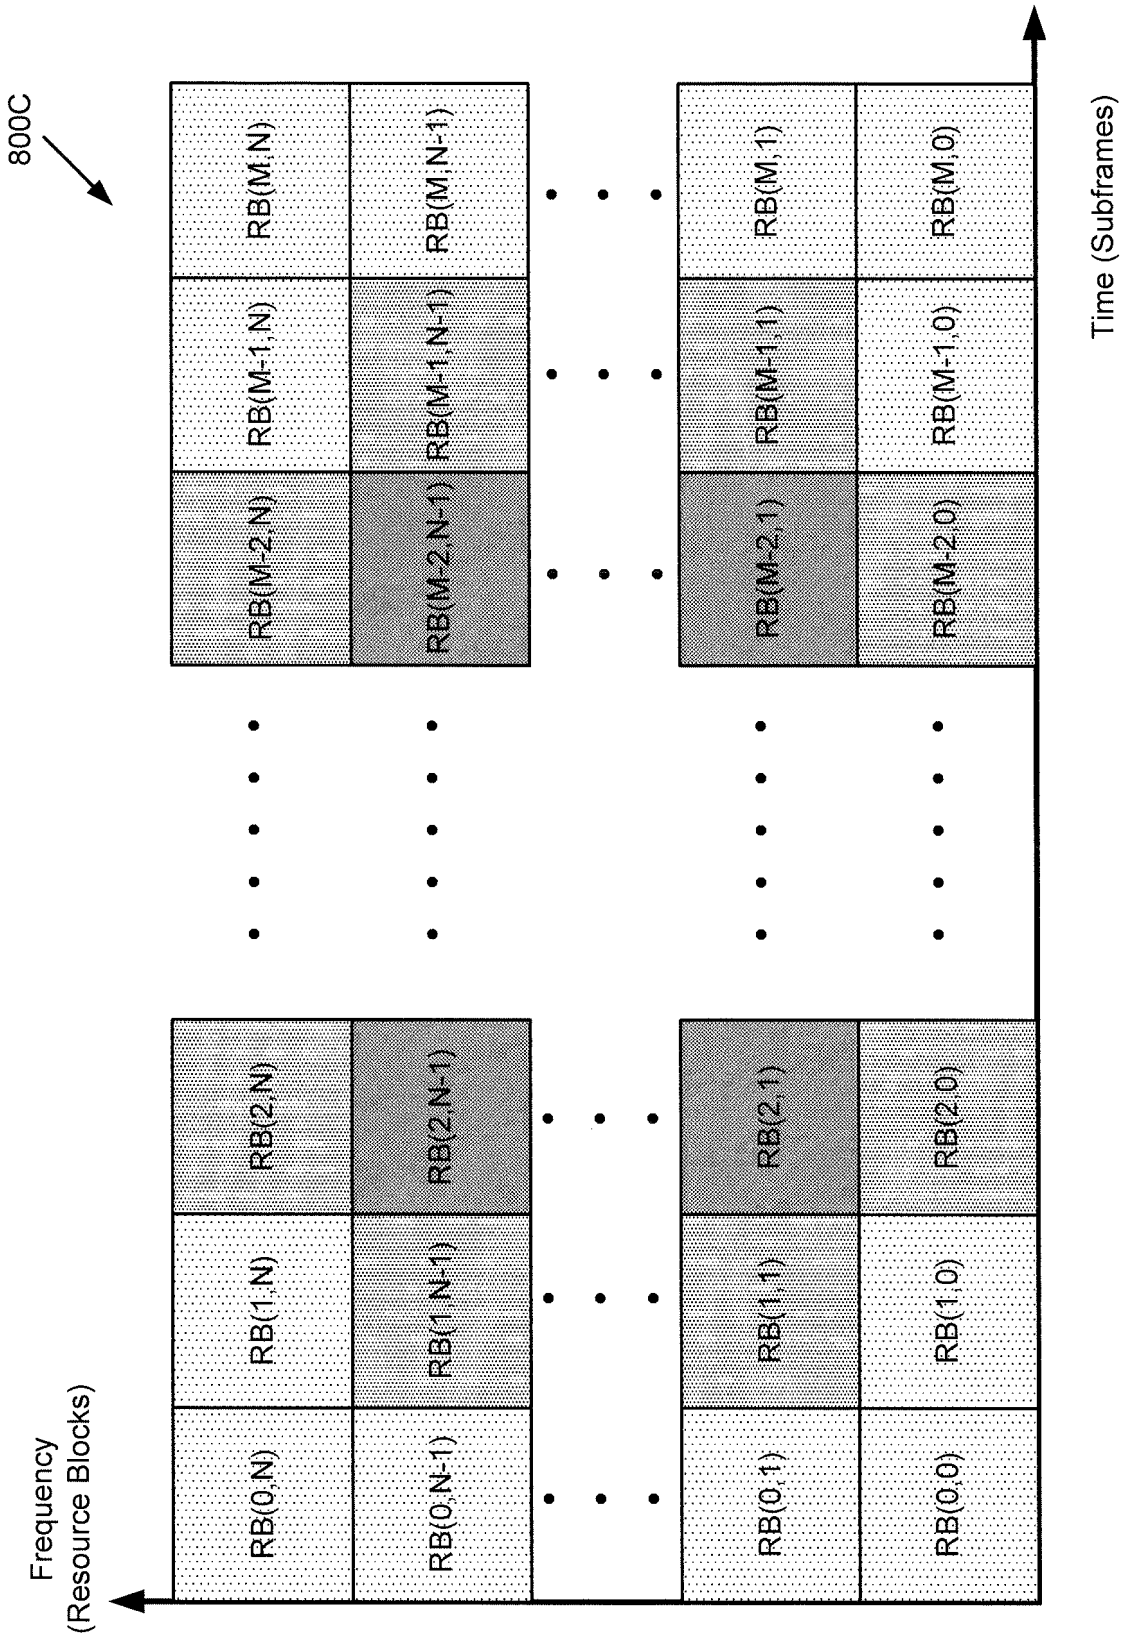 800C
Frequency
(Resource Blocks)
RB(0,N)
RB(1,N)
RB(2,N)
RB(M-2,N)
RB(M-1,N)
RB(M.N)
RB(0,N-1)
RB(1,N-1)
RB(2,N-1)
RB(M-2,N-1)
RB(M-1,N-1)
RB(M,N-1)
RB(0,1)
RB(1,1)
RB(2,1)
RB(M-2,1)
RB(M-1,1)
RB(M,1)
RB(0,0)
RB(1,0)
RB(2,0)
RB(M-2,0)
RB(M-1,0)
RB(M,0)
Time (Subframes)